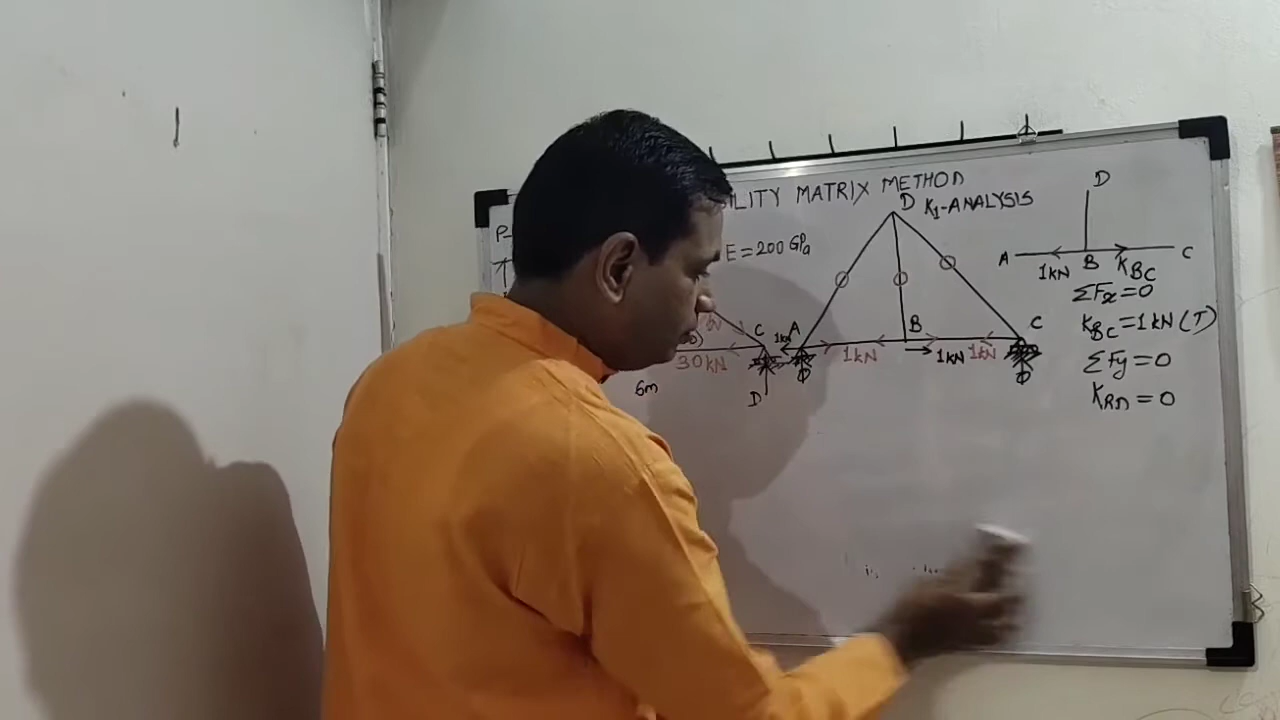 ILITY MATRIX METHOD
P-
E=200 GPa
D K₁-ANALYSIS
D
A
1KN
B
KBC
C
ΣFx=0
KBC=1KN(T)
ΣFy=0
KBD=0
C
30KN
6m
D
1KN
A
1KN
B
1KN
1KN
C